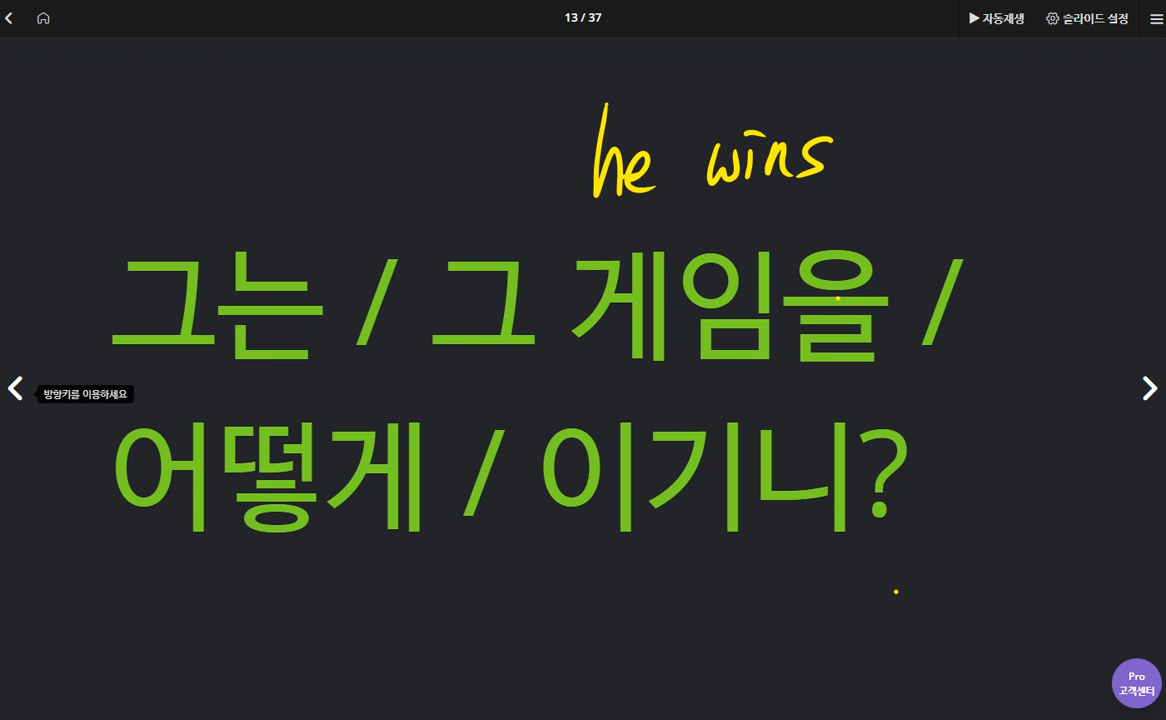 13 / 37
자동재생
슬라이드 설정
he wins
그는 / 그 게임을 /
방향키를 이용하세요
어떻게 / 이기니?
Pro
고객센터